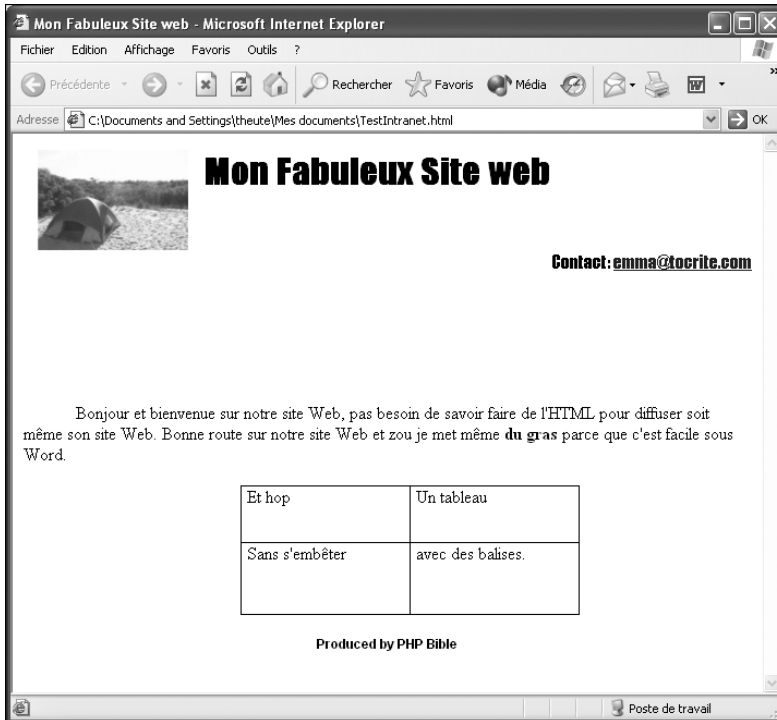 Mon Fabuleux Site web - Microsoft Internet Explorer
Fichier Edition Affichage Favoris Outils ?
Précédente Rechercher Favoris Média »
Adresse C:\Documents and Settings\theute\Mes documents\TestIntranet.html OK
Mon Fabuleux Site web
Contact: emma@tocrite.com
Bonjour et bienvenue sur notre site Web, pas besoin de savoir faire de l'HTML pour diffuser soit
même son site Web. Bonne route sur notre site Web et zou je met même du gras parce que c'est facile sous
Word.
Et hop Un tableau
Sans s'embêter avec des balises.
Produced by PHP Bible
Poste de travail